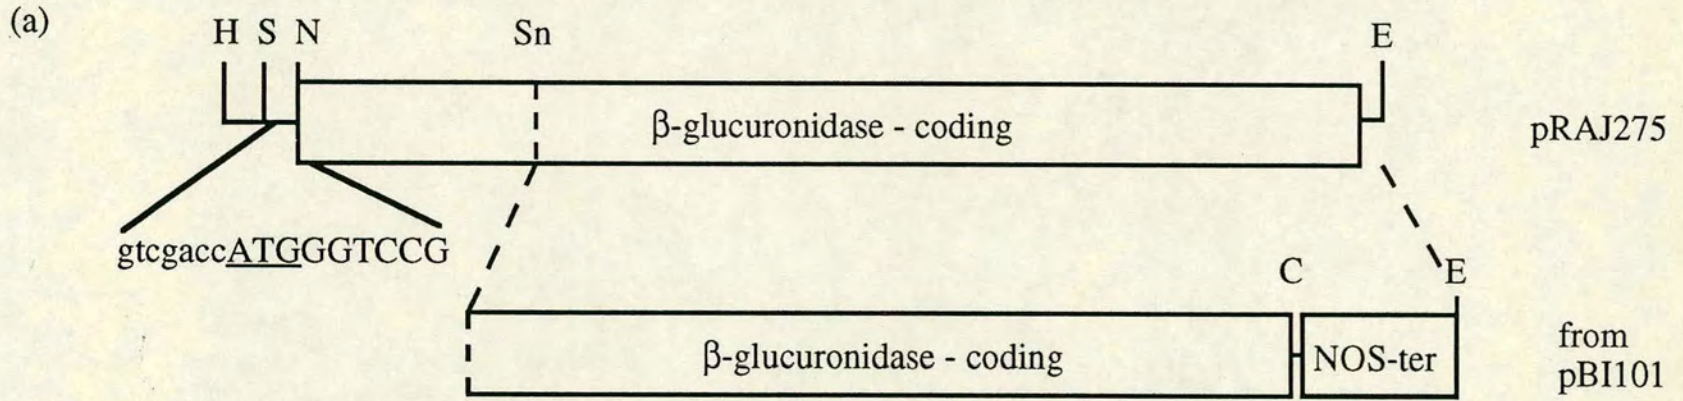 (a)
H S N Sn E
β-glucuronidase - coding
pRAJ275
gtcgaccATGGGTCCG
C E
β-glucuronidase - coding
NOS-ter
from
pBI101